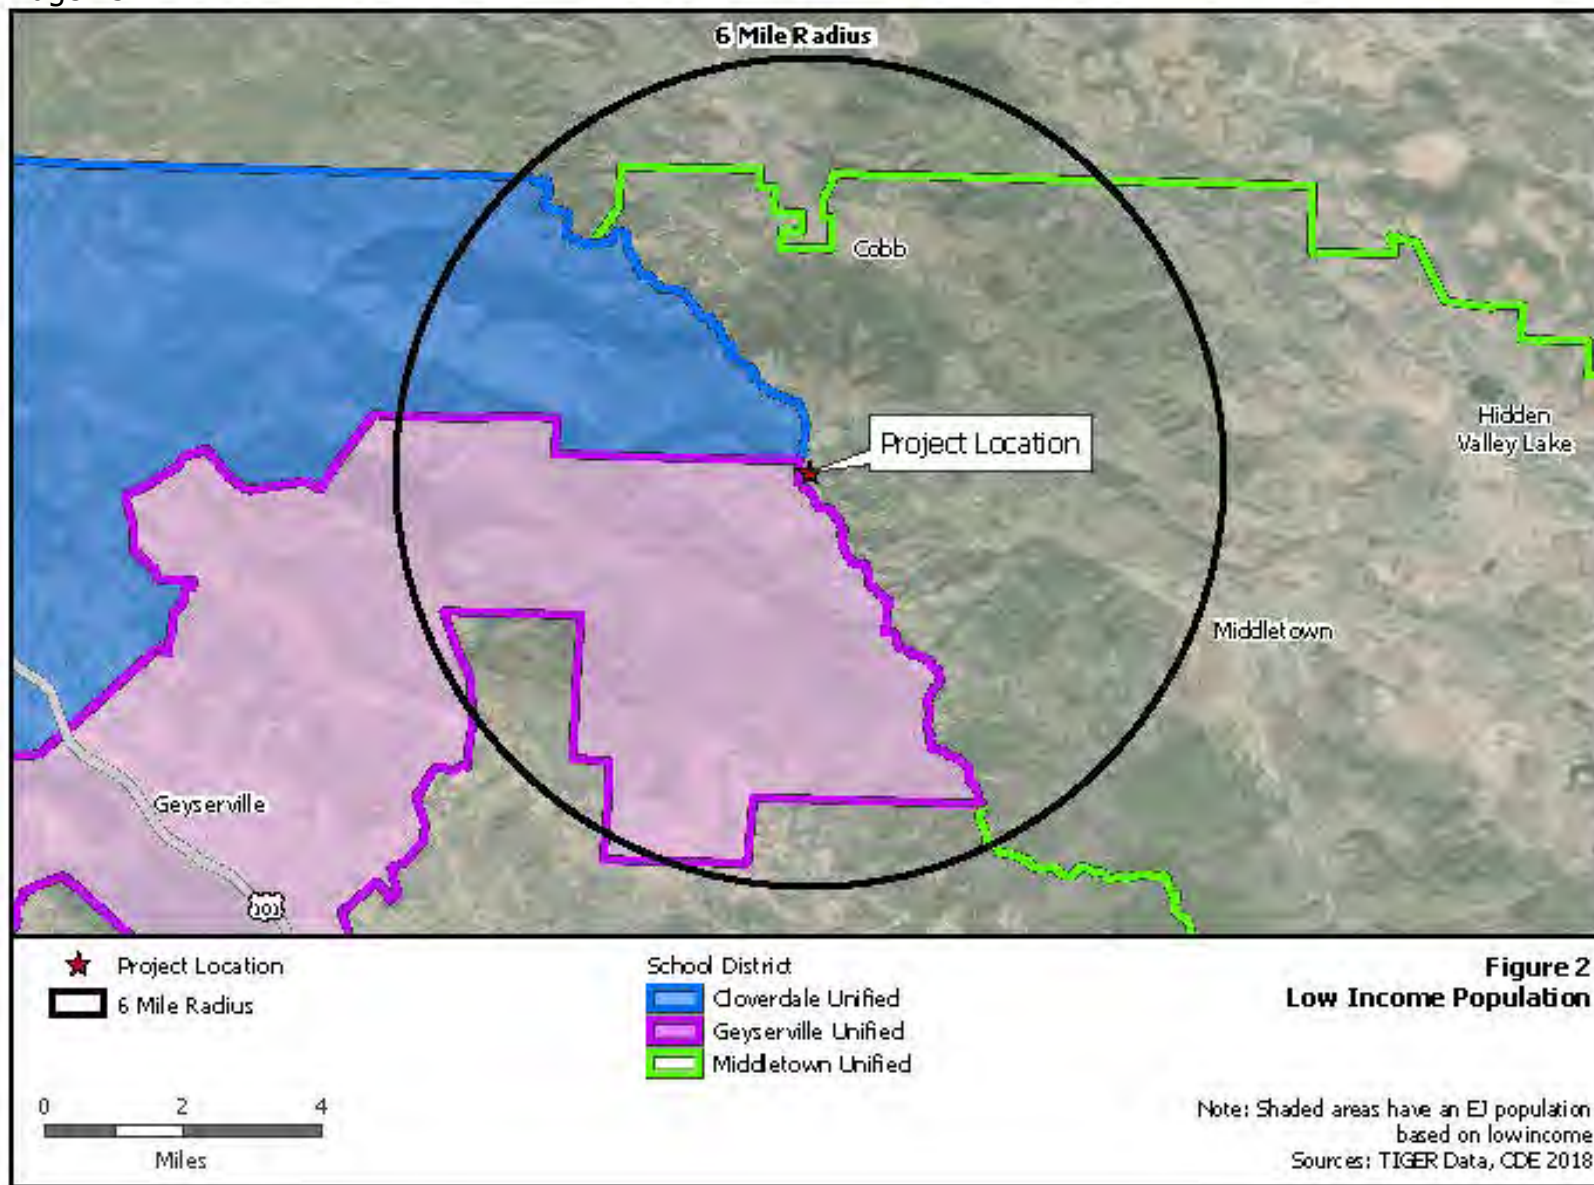 6 Mile Radius
Cobb
Project Location
Hidden
Valley Lake
Middletown
Geyserville
101
Project Location
6 Mile Radius
School District
Cloverdale Unified
Geyserville Unified
Middletown Unified
Figure 2
Low Income Population
0 2 4
Miles
Note: Shaded areas have an EJ population
based on low income
Sources: TIGER Data, CDE 2018